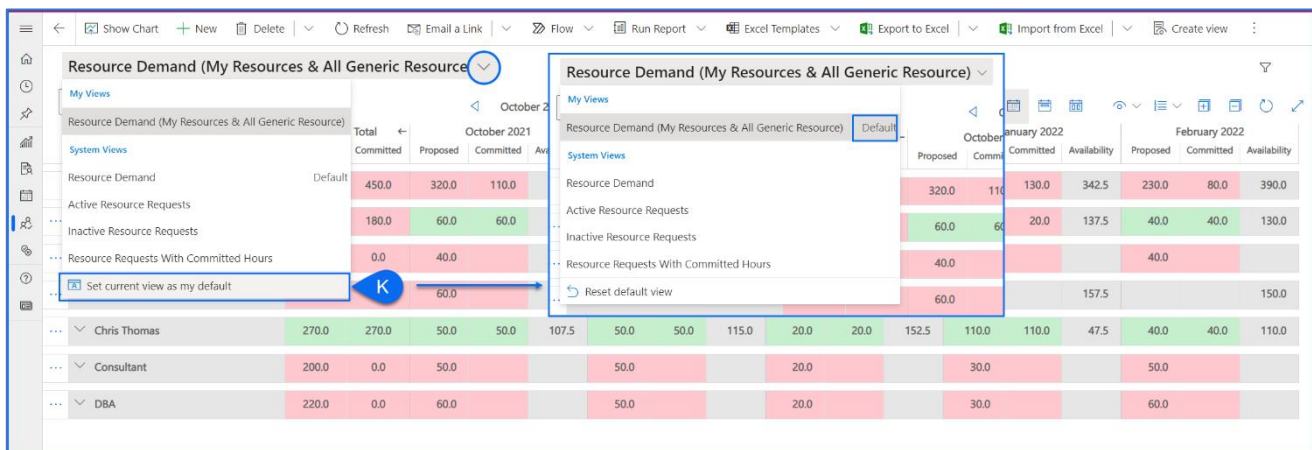 Show Chart New Delete Refresh Email a Link Flow Run Report Excel Templates Export to Excel Import from Excel Create view
Resource Demand (My Resources & All Generic Resource
My Views
Resource Demand (My Resources & All Generic Resource)
System Views
Resource Demand Default
Active Resource Requests
Inactive Resource Requests
Resource Requests With Committed Hours
Set current view as my default
K
Resource Demand (My Resources & All Generic Resource)
My Views
Resource Demand (My Resources & All Generic Resource) Default
System Views
Resource Demand
Active Resource Requests
Inactive Resource Requests
Resource Requests With Committed Hours
Reset default view
October 2
Total October 2021 October January 2022 February 2022
Committed Proposed Committed Proposed Committed Availability Proposed Committed Availability
450.0 320.0 110.0 320.0 130.0 342.5 230.0 80.0 390.0
180.0 60.0 60.0 60.0 20.0 137.5 40.0 40.0 130.0
0.0 40.0 40.0 40.0
60.0 60.0 157.5 150.0
Chris Thomas 270.0 270.0 50.0 50.0 107.5 50.0 50.0 115.0 20.0 20.0 152.5 110.0 110.0 47.5 40.0 40.0 110.0
Consultant 200.0 0.0 50.0 50.0 20.0 30.0 50.0
DBA 220.0 0.0 60.0 50.0 20.0 30.0 60.0